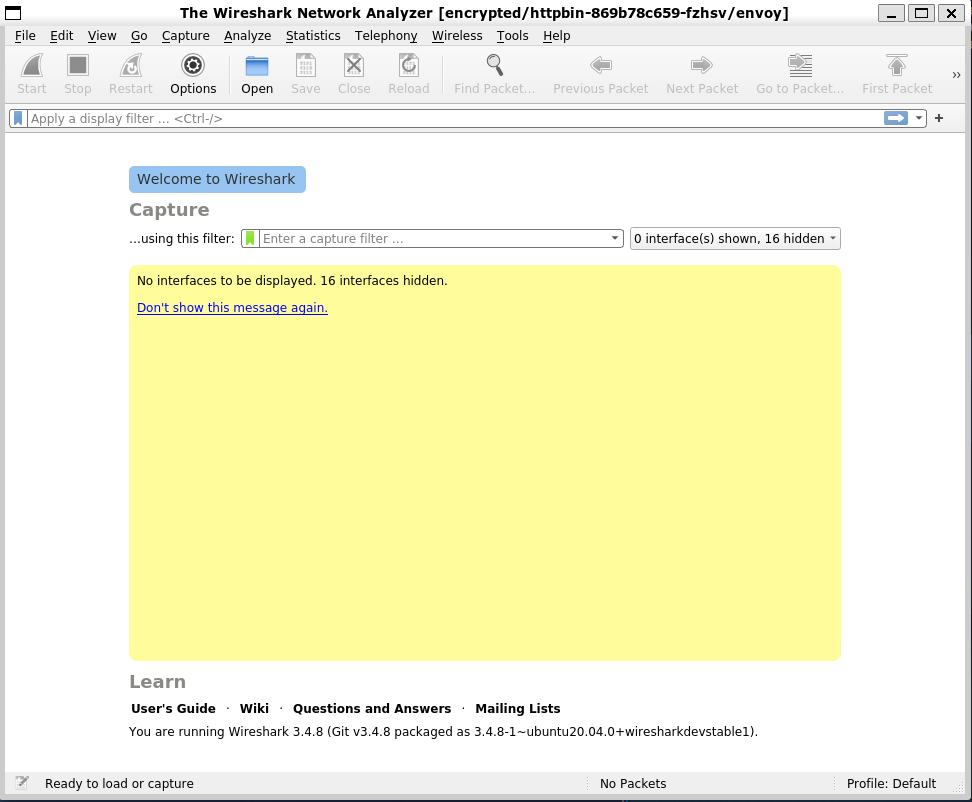 The Wireshark Network Analyzer [encrypted/httpbin-869b78c659-fzhsv/envoy]
File Edit View Go Capture Analyze Statistics Telephony Wireless Tools Help
Start Stop Restart Options Open Save Close Reload Find Packet... Previous Packet Next Packet Go to Packet... First Packet »
Apply a display filter ... <Ctrl-/> +
Welcome to Wireshark
Capture
...using this filter: Enter a capture filter ... 0 interface(s) shown, 16 hidden
No interfaces to be displayed. 16 interfaces hidden.
Don't show this message again.
Learn
User's Guide · Wiki · Questions and Answers · Mailing Lists
You are running Wireshark 3.4.8 (Git v3.4.8 packaged as 3.4.8-1~ubuntu20.04.0+wiresharkdevstable1).
Ready to load or capture No Packets Profile: Default